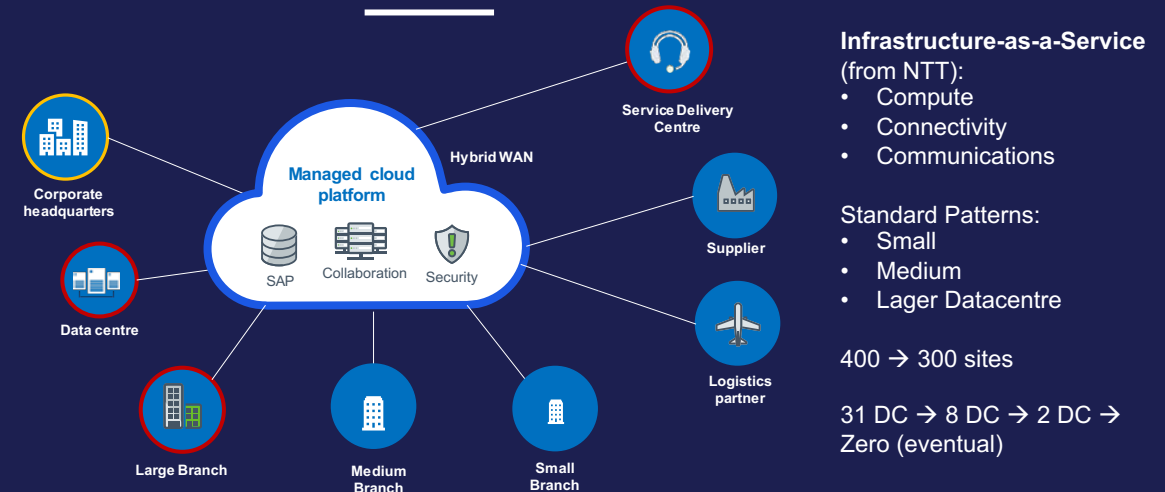 Infrastructure-as-a-Service
(from NTT):
• Compute
• Connectivity
• Communications
Standard Patterns:
• Small
• Medium
• Lager Datacentre
400 → 300 sites
31 DC → 8 DC → 2 DC →
Zero (eventual)
Service Delivery
Centre
Hybrid WAN
Managed cloud
platform
SAP
Collaboration
Security
Corporate
headquarters
Supplier
Data centre
Logistics
partner
Large Branch
Medium
Branch
Small
Branch